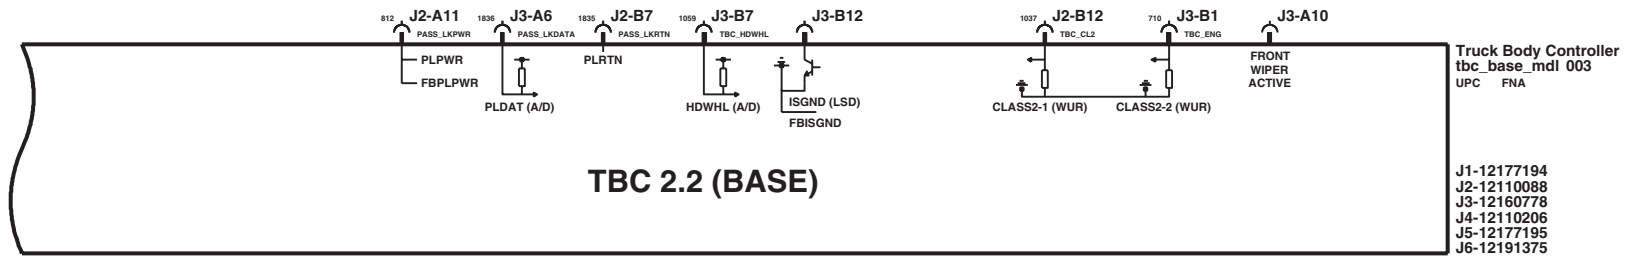 812 J2-A11 1836 J3-A6 1835 J2-B7 1059 J3-B7 J3-B12 1037 J2-B12 710 J3-B1 J3-A10
PASS_LKPWR PASS_LKDATA PASS_LKRTN TBC_HDWHL TBC_CL2 TBC_ENG
PLPWR
FBPLPWR
PLDAT (A/D)
PLRTN
HDWHL (A/D)
ISGND (LSD)
FBISGND
CLASS2-1 (WUR)
CLASS2-2 (WUR)
FRONT
WIPER
ACTIVE
Truck Body Controller
tbc_base_mdl 003
UPC FNA
TBC 2.2 (BASE)
J1-12177194
J2-12110088
J3-12160778
J4-12110206
J5-12177195
J6-12191375